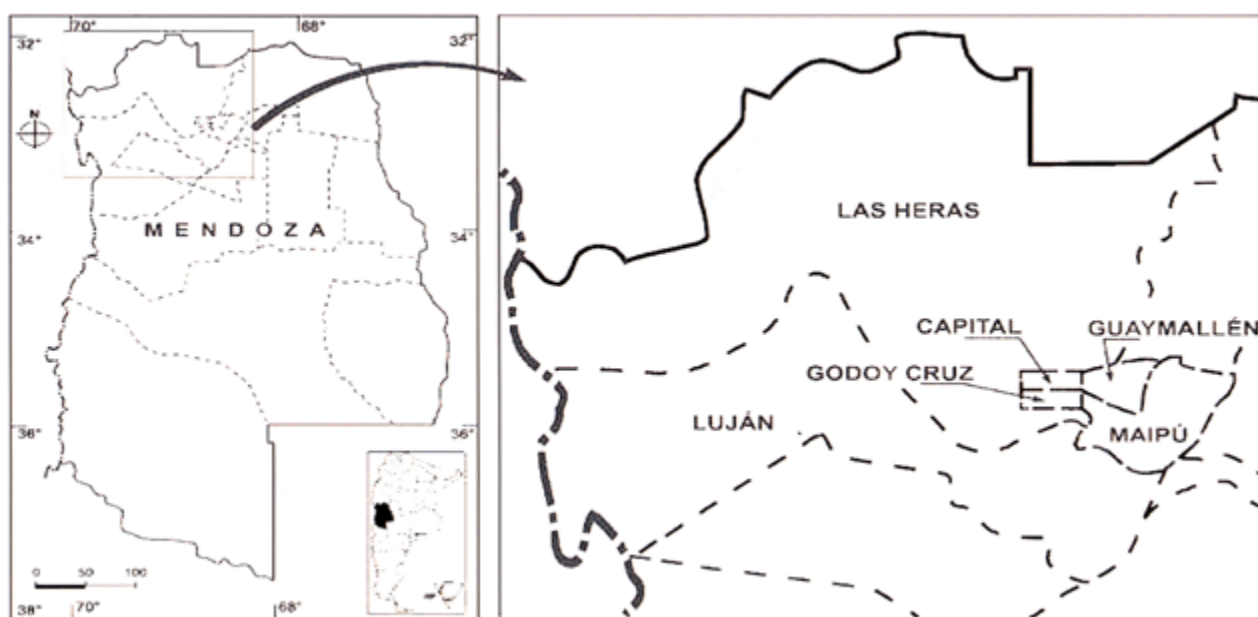 70° 68°
32° 32°
N
MENDOZA
34° 34°
36° 36°
0 50 100
38° 70° 68°
LAS HERAS
CAPITAL GUAYMALLÉN
GODOY CRUZ
LUJÁN MAIPÚ